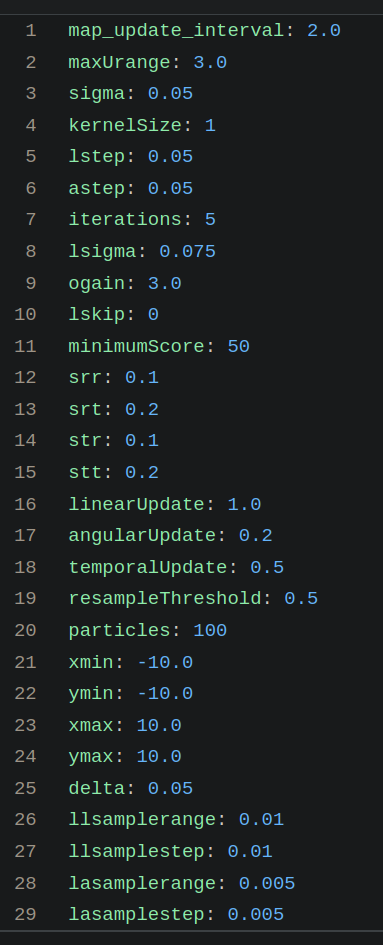 1 map_update_interval: 2.0
2 maxUrange: 3.0
3 sigma: 0.05
4 kernelSize: 1
5 lstep: 0.05
6 astep: 0.05
7 iterations: 5
8 lsigma: 0.075
9 ogain: 3.0
10 lskip: 0
11 minimumScore: 50
12 srr: 0.1
13 srt: 0.2
14 str: 0.1
15 stt: 0.2
16 linearUpdate: 1.0
17 angularUpdate: 0.2
18 temporalUpdate: 0.5
19 resampleThreshold: 0.5
20 particles: 100
21 xmin: -10.0
22 ymin: -10.0
23 xmax: 10.0
24 ymax: 10.0
25 delta: 0.05
26 llsamplerange: 0.01
27 llsamplestep: 0.01
28 lasamplerange: 0.005
29 lasamplestep: 0.005